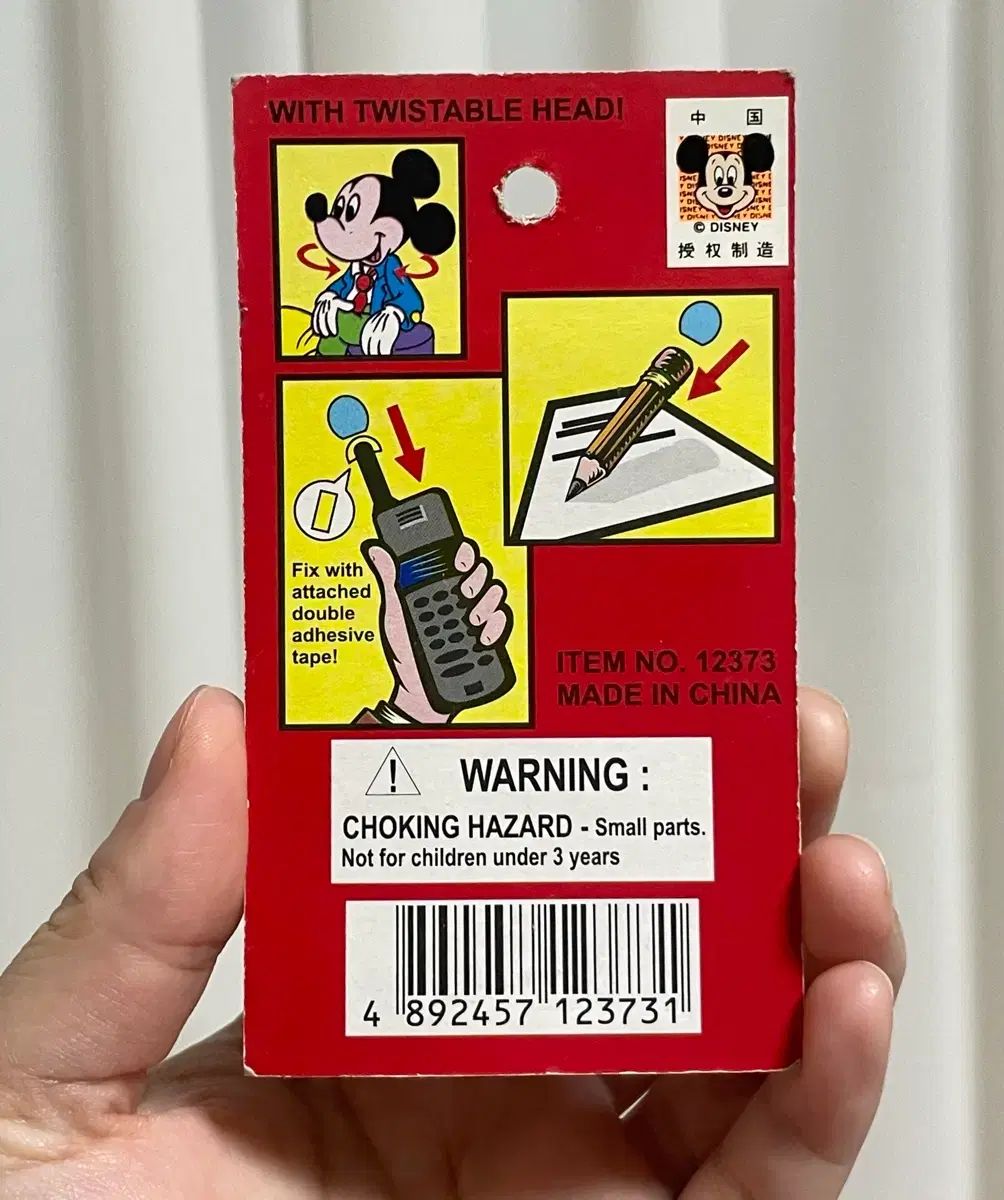 WITH TWISTABLE HEAD!
中 国
© DISNEY
授 权 制 造
Fix with
attached
double
adhesive
tape!
ITEM NO. 12373
MADE IN CHINA
! WARNING :
CHOKING HAZARD - Small parts.
Not for children under 3 years
4 892457 123731